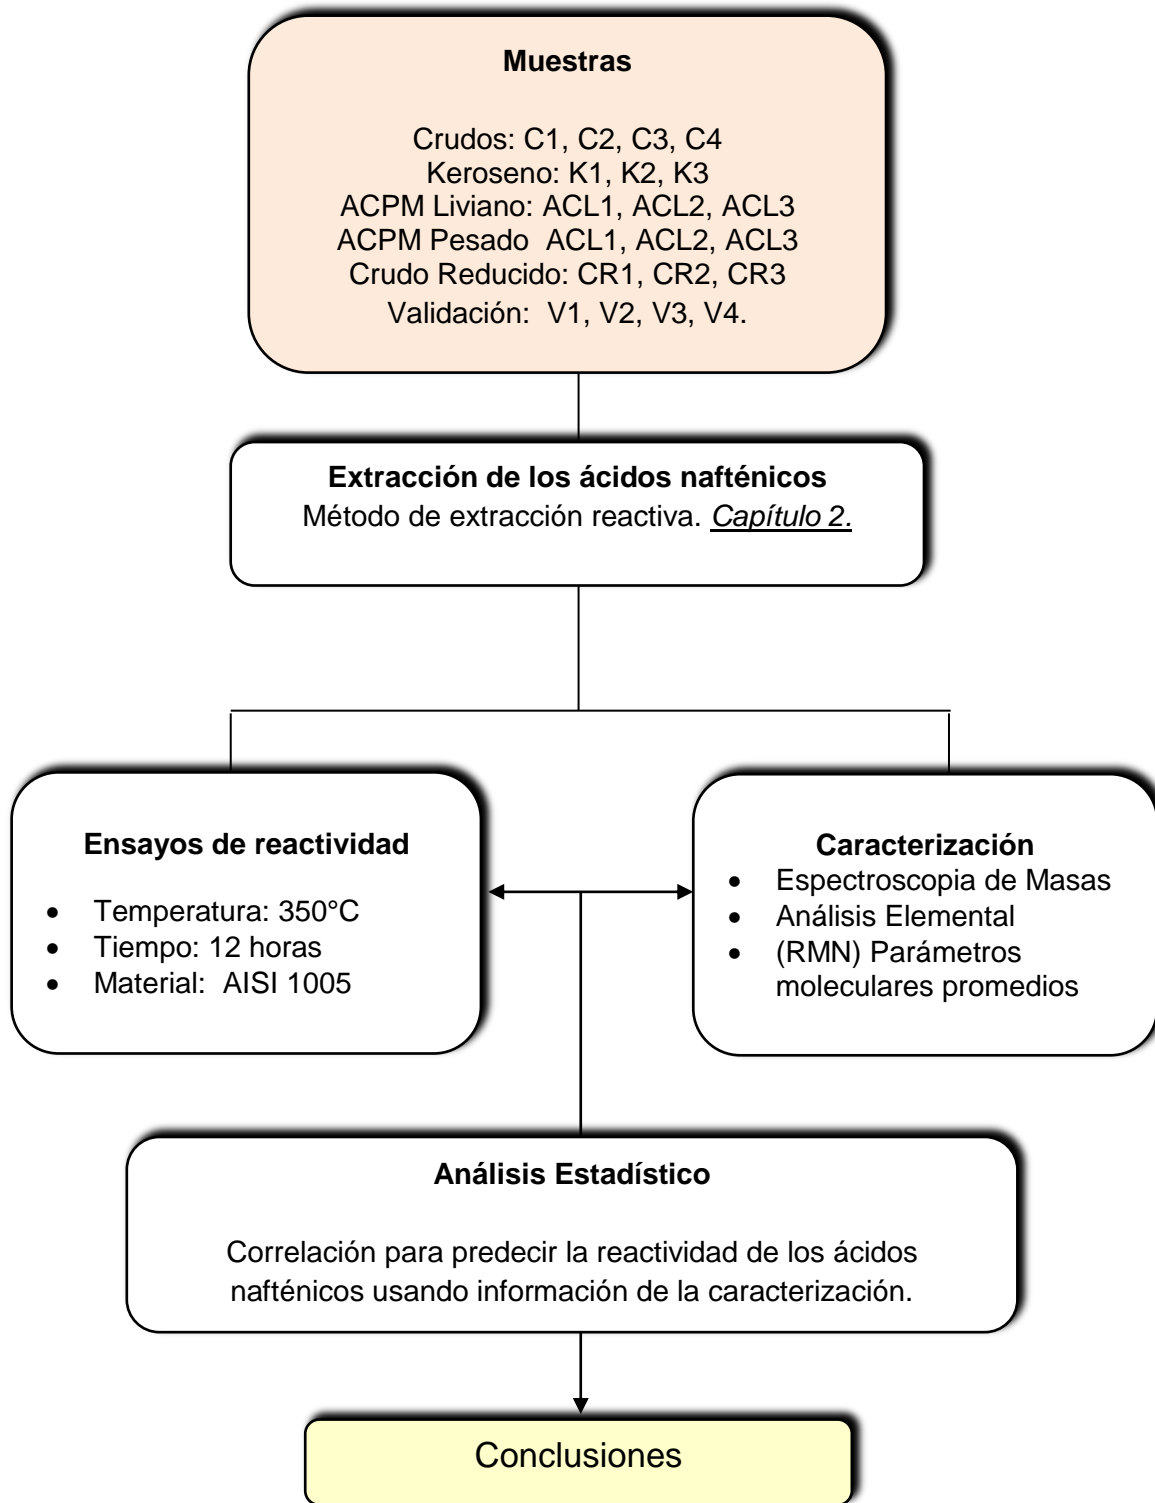 Muestras
Crudos: C1, C2, C3, C4
Keroseno: K1, K2, K3
ACPM Liviano: ACL1, ACL2, ACL3
ACPM Pesado  ACL1, ACL2, ACL3
Crudo Reducido: CR1, CR2, CR3
Validación:  V1, V2, V3, V4.
Extracción de los ácidos nafténicos
Método de extracción reactiva. Capítulo 2.
Ensayos de reactividad
• Temperatura: 350°C
• Tiempo: 12 horas
• Material:  AISI 1005
Caracterización
• Espectroscopia de Masas
• Análisis Elemental
• (RMN) Parámetros
moleculares promedios
Análisis Estadístico
Correlación para predecir la reactividad de los ácidos
nafténicos usando información de la caracterización.
Conclusiones